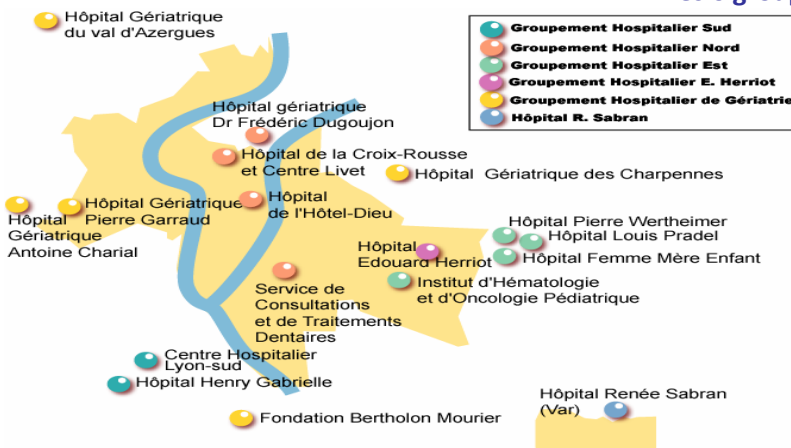 Hôpital Gériatrique
du val d'Azergues
Groupement Hospitalier Sud
Groupement Hospitalier Nord
Groupement Hospitalier Est
Groupement Hospitalier E. Herriot
Groupement Hospitalier de Gériatrie
Hôpital R. Sabran
Hôpital gériatrique
Dr Frédéric Dugoujon
Hôpital de la Croix-Rousse
et Centre Livet
Hôpital Gériatrique des Charpennes
Hôpital Gériatrique
Pierre Garraud
Hôpital
de l'Hôtel-Dieu
Hôpital
Gériatrique
Antoine Charial
Hôpital Pierre Wertheimer
Hôpital Louis Pradel
Hôpital Femme Mère Enfant
Hôpital
Edouard Herriot
Institut d'Hématologie
et d'Oncologie Pédiatrique
Service de
Consultations
et de Traitements
Dentaires
Centre Hospitalier
Lyon-sud
Hôpital Henry Gabrielle
Fondation Bertholon Mourier
Hôpital Renée Sabran
(Var)